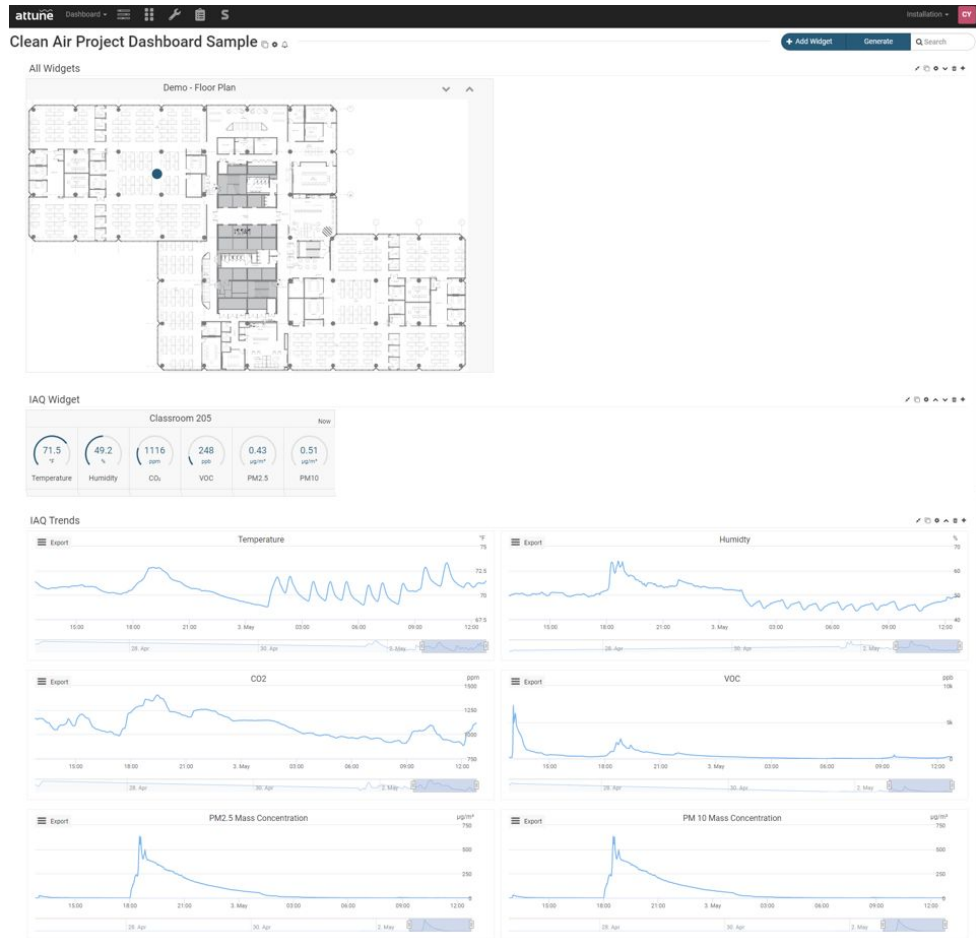 attune Dashboard S Installation CY
Clean Air Project Dashboard Sample + Add Widget Generate Search
All Widgets
Demo - Floor Plan
IAQ Widget
Classroom 205 Now
71.5 49.2 1116 248 0.43 0.51
°F % ppm ppb µg/m³ µg/m³
Temperature Humidity CO₂ VOC PM2.5 PM10
IAQ Trends
Export Temperature °F
75
72.5
70
67.5
15:00 18:00 21:00 3. May 03:00 06:00 09:00 12:00
28. Apr 30. Apr 2. May
Export Humidty %
70
60
50
40
15:00 18:00 21:00 3. May 03:00 06:00 09:00 12:00
28. Apr 30. Apr 2. May
Export CO2 ppm
1500
1250
1000
750
15:00 18:00 21:00 3. May 03:00 06:00 09:00 12:00
28. Apr 30. Apr 2. May
Export VOC ppb
10k
5k
0
15:00 18:00 21:00 3. May 03:00 06:00 09:00 12:00
28. Apr 30. Apr 2. May
Export PM2.5 Mass Concentration µg/m³
750
500
250
0
15:00 18:00 21:00 3. May 03:00 06:00 09:00 12:00
28. Apr 30. Apr 2. May
Export PM 10 Mass Concentration µg/m³
750
500
250
0
15:00 18:00 21:00 3. May 03:00 06:00 09:00 12:00
28. Apr 30. Apr 2. May